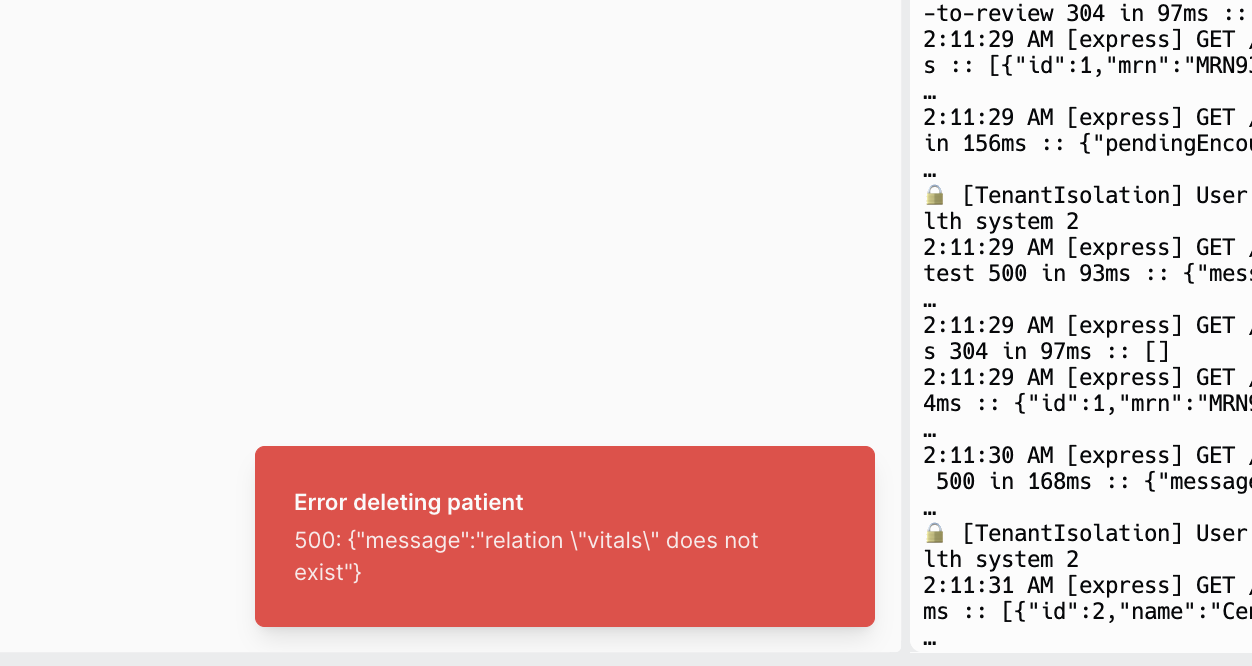 Error deleting patient
500: {"message":"relation \"vitals\" does not
exist"}
-to-review 304 in 97ms ::
2:11:29 AM [express] GET /
s :: [{"id":1,"mrn":"MRN93
…
2:11:29 AM [express] GET /
in 156ms :: {"pendingEncou
…
🔒 [TenantIsolation] User
lth system 2
2:11:29 AM [express] GET /
test 500 in 93ms :: {"mess
…
2:11:29 AM [express] GET /
s 304 in 97ms :: []
2:11:29 AM [express] GET /
4ms :: {"id":1,"mrn":"MRN9
…
2:11:30 AM [express] GET /
500 in 168ms :: {"message
…
🔒 [TenantIsolation] User
lth system 2
2:11:31 AM [express] GET /
ms :: [{"id":2,"name":"Cen
…